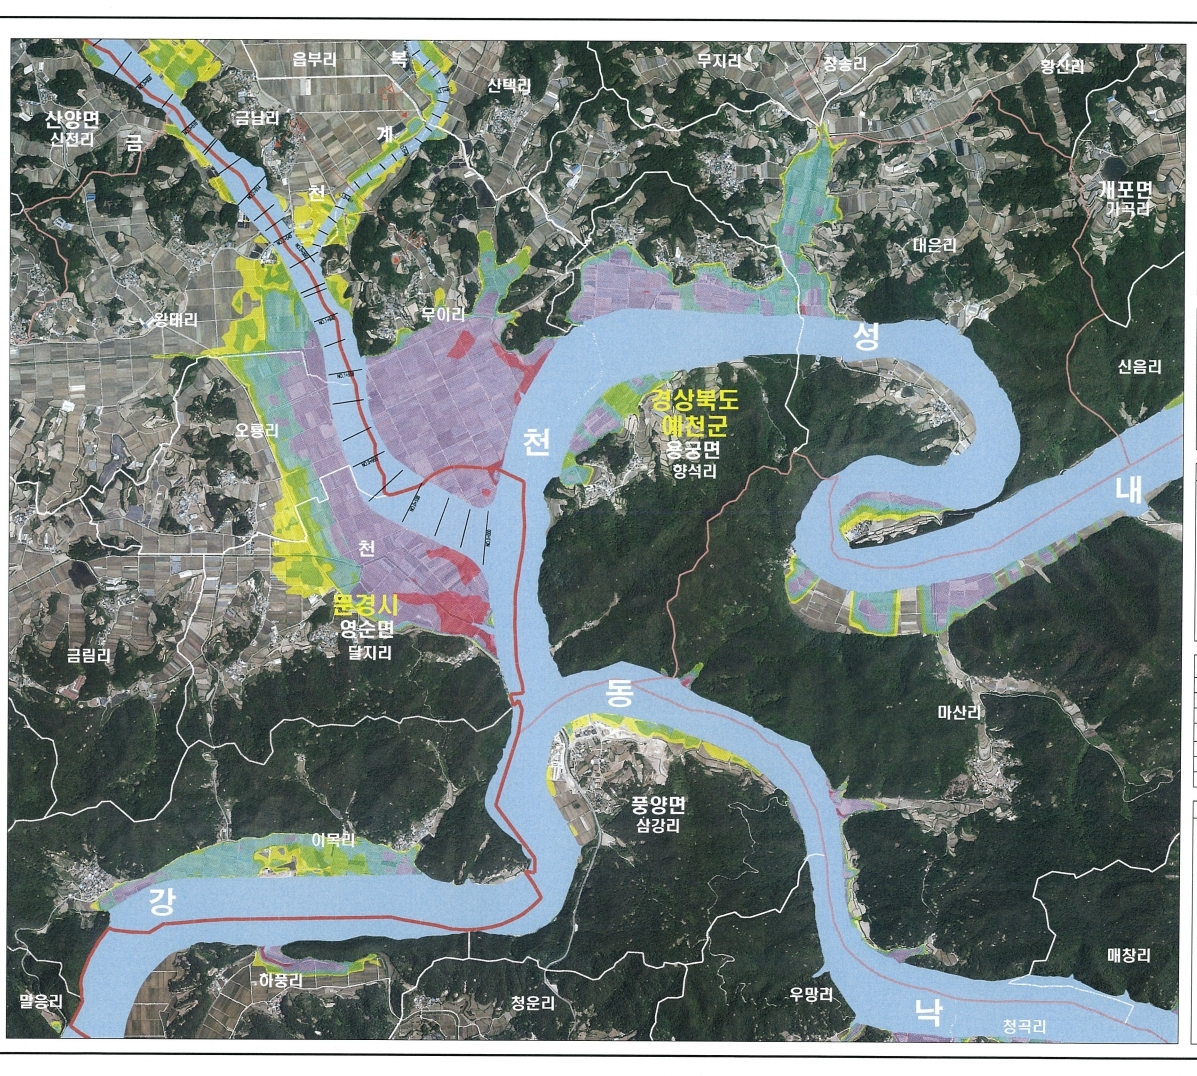 읍부리
복
산택리
무지리
장송리
황산리
산양면
신전리
금
금남리
계
천
개포면
가곡리
대은리
왕태리
무이리
성
신음리
경상북도
예천군
용궁면
향석리
오룡리
천
내
천
문경시
영순면
달지리
금림리
동
마산리
풍양면
삼강리
이목리
강
매창리
하풍리
말응리
청운리
우망리
낙
청곡리